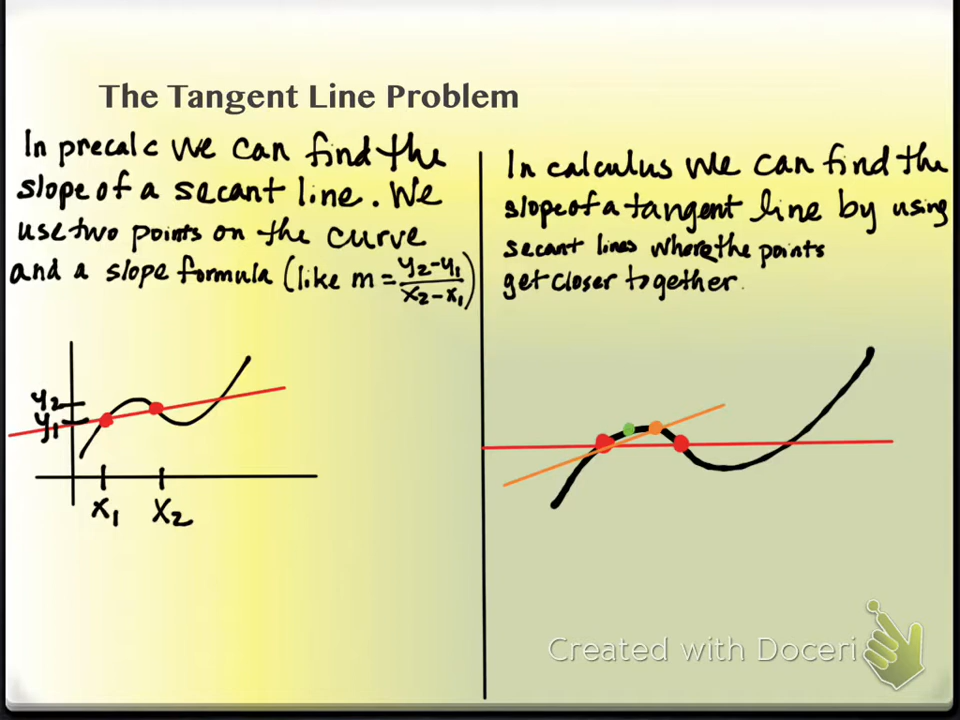 The Tangent Line Problem
In precalc we can find the
slope of a secant line. We
use two points on the curve
and a slope formula (like m = y₂-y₁/x₂-x₁)
In calculus we can find the
slope of a tangent line by using
secant lines where the points
get closer together.
y₂
y₁
x₁ x₂
Created with Doceri